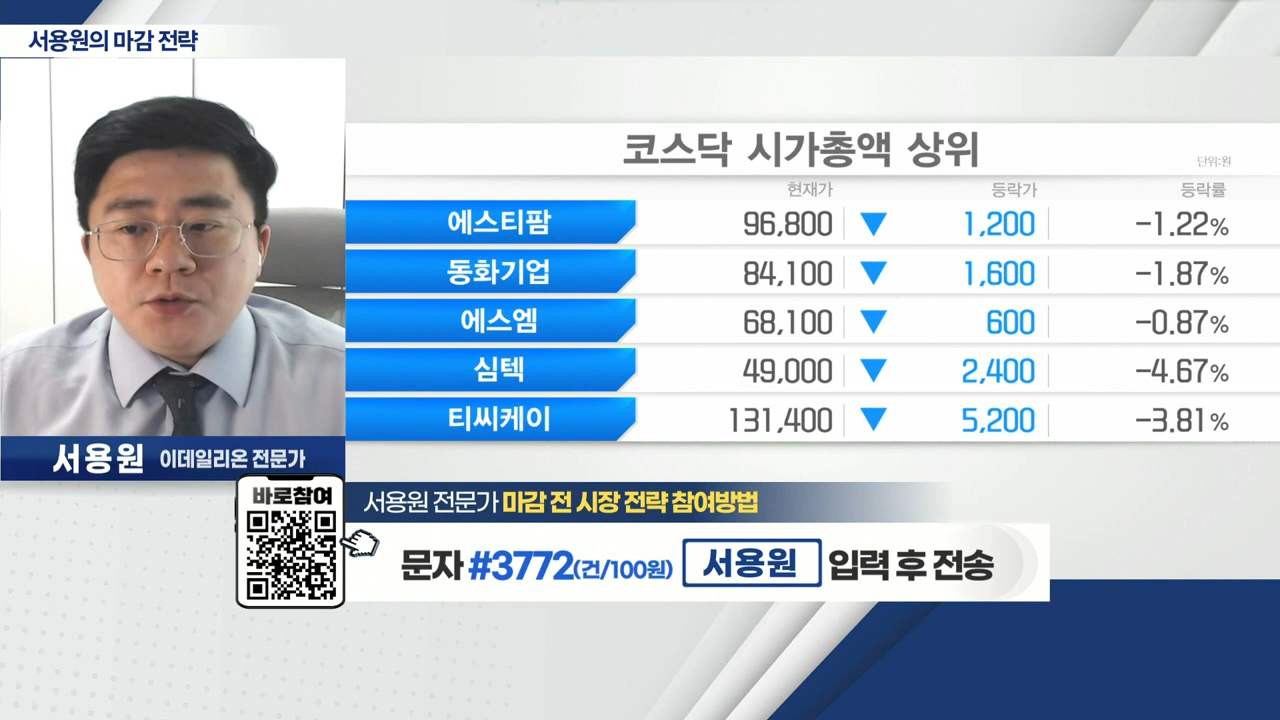 서용원의 마감 전략
코스닥 시가총액 상위
단위:원
현재가 등락가 등락률
에스티팜 96,800 ▼ 1,200 -1.22%
동화기업 84,100 ▼ 1,600 -1.87%
에스엠 68,100 ▼ 600 -0.87%
심텍 49,000 ▼ 2,400 -4.67%
티씨케이 131,400 ▼ 5,200 -3.81%
서용원 이데일리온 전문가
바로참여
서용원 전문가 마감 전 시장 전략 참여방법
문자 #3772(건/100원) 서용원 입력 후 전송